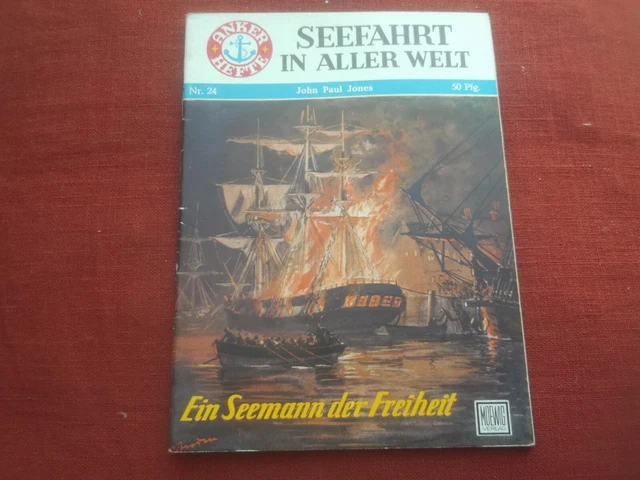 ANKER
HEFTE
SEEFAHRT
IN ALLER WELT
Nr. 24 John Paul Jones 50 Pfg.
Ein Seemann der Freiheit
MOEWIG
VERLAG